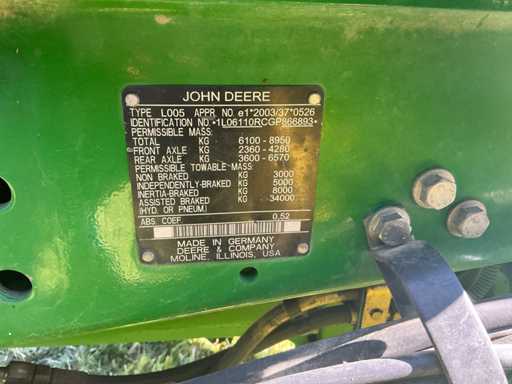 JOHN DEERE
TYPE L005 APPR. NO. e1*2003/37*0526
IDENTIFICATION NO. *1L06110RCGP866893*
PERMISSIBLE MASS:
TOTAL KG 6100 - 8950
FRONT AXLE KG 2360 - 4280
REAR AXLE KG 3600 - 6570
PERMISSIBLE TOWABLE MASS
NON BRAKED KG 3000
INDEPENDENTLY-BRAKED KG 5000
INERTIA-BRAKED KG 8000
ASSISTED BRAKED KG 34000
(HYD. OR PNEUM)
ABS COEF 0,52
MADE IN GERMANY
DEERE & COMPANY
MOLINE, ILLINOIS, USA